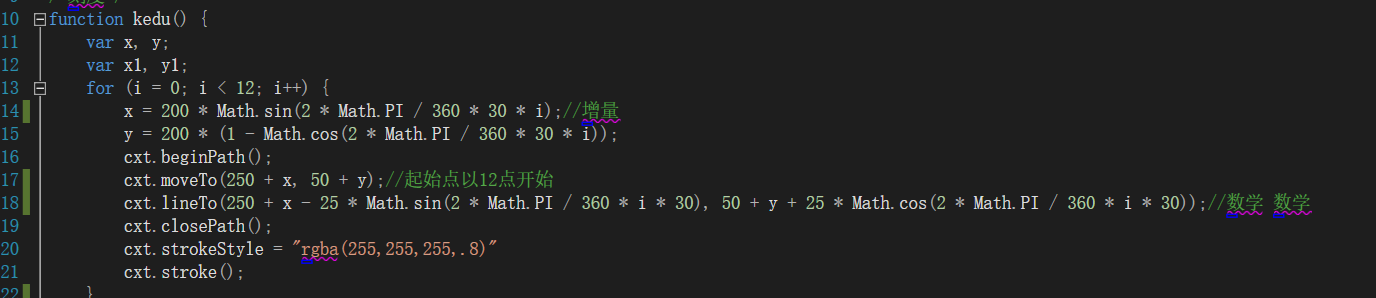 10 function kedu() {
11 var x, y;
12 var x1, y1;
13 for (i = 0; i < 12; i++) {
14 x = 200 * Math.sin(2 * Math.PI / 360 * 30 * i);//增量
15 y = 200 * (1 - Math.cos(2 * Math.PI / 360 * 30 * i));
16 cxt.beginPath();
17 cxt.moveTo(250 + x, 50 + y);//起始点以12点开始
18 cxt.lineTo(250 + x - 25 * Math.sin(2 * Math.PI / 360 * i * 30), 50 + y + 25 * Math.cos(2 * Math.PI / 360 * i * 30));//数学 数学
19 cxt.closePath();
20 cxt.strokeStyle = "rgba(255,255,255,.8)"
21 cxt.stroke();
22 }